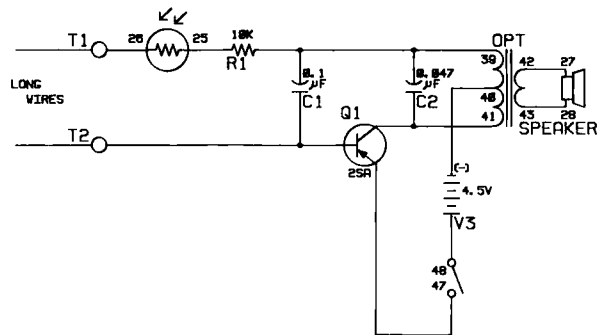 T1
26
25
10K
R1
OPT
39
42
27
LONG
WIRES
0.1
µF
C1
0.047
µF
C2
40
41
43
28
SPEAKER
T2
Q1
2SA
(-)
4.5V
V3
48
47